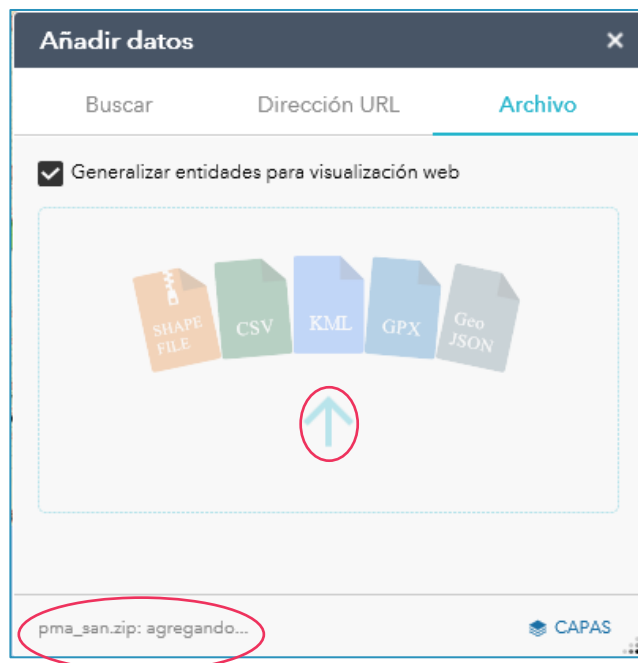 Añadir datos
Buscar Dirección URL Archivo
Generalizar entidades para visualización web
SHAPE FILE CSV KML GPX Geo JSON
pma_san.zip: agregando...
CAPAS